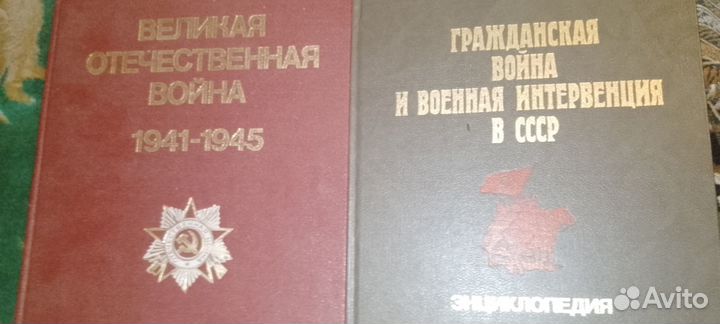 ВЕЛИКАЯ
ОТЕЧЕСТВЕННАЯ
ВОЙНА
1941-1945
ГРАЖДАНСКАЯ
ВОЙНА
И ВОЕННАЯ ИНТЕРВЕНЦИЯ
В СССР
ЭНЦИКЛОПЕДИЯ
Avito